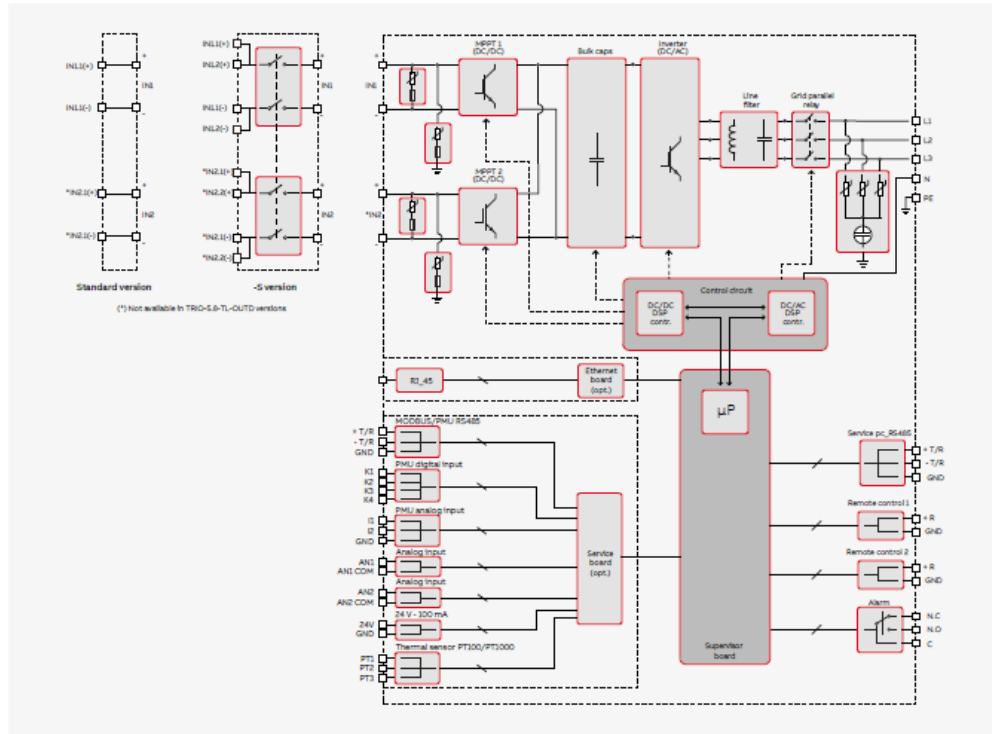 IN1.1(+)
IN1.1(-)
+
IN1
-
*IN2.1(+)
*IN2.1(-)
+
IN2
-
Standard version
IN1.1(+)
IN1.2(+)
IN1.1(-)
IN1.2(-)
+
IN1
-
*IN2.1(+)
*IN2.2(+)
*IN2.1(-)
*IN2.2(-)
+
IN2
-
-S version
(*) Not available in TRIO-5.8-TL-OUTD versions
+
IN1
-
+
*IN2
-
MPPT 1
(DC/DC)
MPPT 2
(DC/DC)
Bulk caps
Inverter
(DC/AC)
Line
filter
Grid parallel
relay
L1
L2
L3
N
PE
Control circuit
DC/DC
DSP
contr.
DC/AC
DSP
contr.
RJ_45
Ethernet
board
(opt.)
µP
MODBUS/PMU RS485
+ T/R
- T/R
GND
PMU digital input
K1
K2
K3
K4
PMU analog input
I1
I2
GND
Analog input
AN1
AN1 COM
Analog input
AN2
AN2 COM
24 V - 100 mA
24V
GND
Thermal sensor PT100/PT1000
PT1
PT2
PT3
Service
board
(opt.)
Supervisor
board
Service pc_RS485
+ T/R
- T/R
GND
Remote control 1
+ R
GND
Remote control 2
+ R
GND
Alarm
N.C
N.O
C